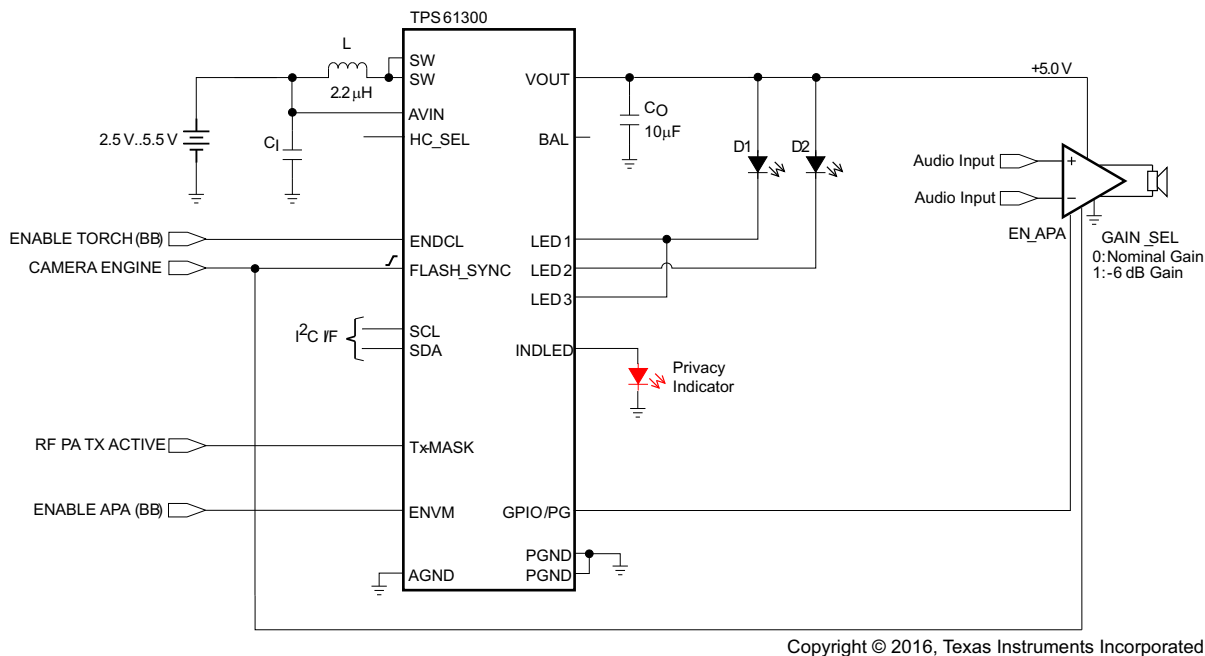 TPS61300
L
2.2 µH
SW
SW
AVIN
HC_SEL
2.5 V..5.5 V
CI
VOUT
BAL
CO
10µF
D1
D2
+5.0 V
Audio Input
Audio Input
+
−
EN_APA
GAIN_SEL
0:Nominal Gain
1:-6 dB Gain
ENABLE TORCH (BB)
CAMERA ENGINE
ENDCL
FLASH_SYNC
LED1
LED2
LED3
I²C I/F
SCL
SDA
INDLED
Privacy
Indicator
RF PA TX ACTIVE
Tx-MASK
ENABLE APA (BB)
ENVM
GPIO/PG
PGND
PGND
AGND
Copyright © 2016, Texas Instruments Incorporated